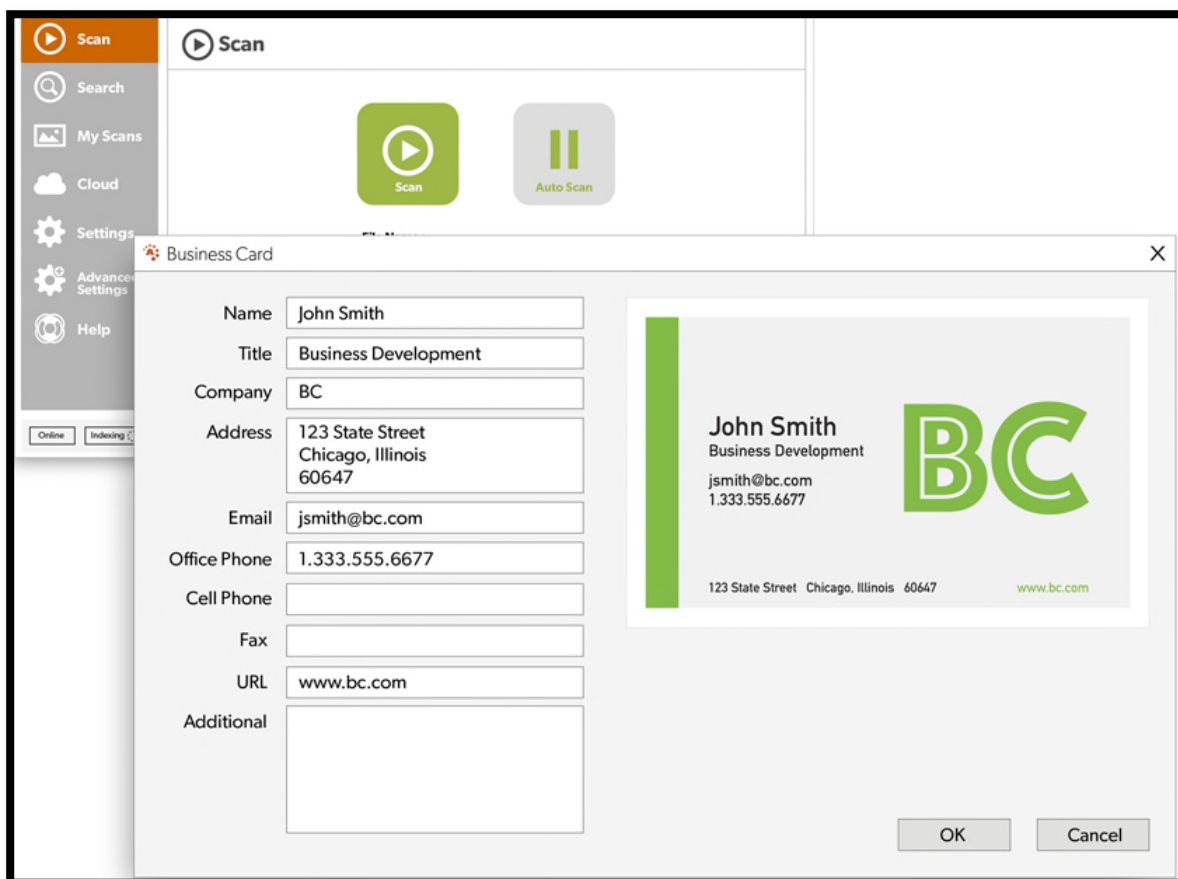 Scan
Search
My Scans
Cloud
Settings
Advanced
Settings
Help
Online
Indexing
Scan
Scan
Auto Scan
Business Card
X
Name
John Smith
Title
Business Development
Company
BC
Address
123 State Street
Chicago, Illinois
60647
Email
jsmith@bc.com
Office Phone
1.333.555.6677
Cell Phone
Fax
URL
www.bc.com
Additional
John Smith
Business Development
jsmith@bc.com
1.333.555.6677
BC
123 State Street Chicago, Illinois 60647
www.bc.com
OK
Cancel